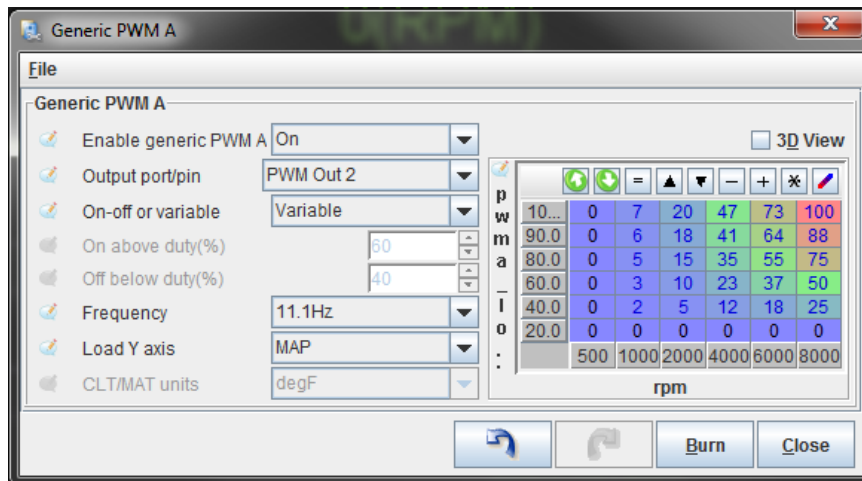 0(RPM)
Generic PWM A
File
Generic PWM A
Enable generic PWM A On
3D View
Output port/pin PWM Out 2
On-off or variable Variable
On above duty(%) 60
Off below duty(%) 40
Frequency 11.1Hz
Load Y axis MAP
CLT/MAT units degF
pwma_lo..
= - + *
10... 0 7 20 47 73 100
90.0 0 6 18 41 64 88
80.0 0 5 15 35 55 75
60.0 0 3 10 23 37 50
40.0 0 2 5 12 18 25
20.0 0 0 0 0 0 0
500 1000 2000 4000 6000 8000
rpm
Burn Close